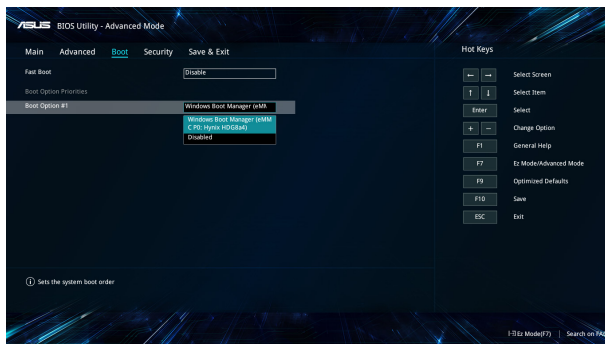 ASUS BIOS Utility - Advanced Mode
Main Advanced Boot Security Save & Exit
Hot Keys
Fast Boot Disable
Boot Option Priorities
Boot Option #1 Windows Boot Manager (eMM
Windows Boot Manager (eMM
C P0: Hynix HDG8a4)
Disabled
← → Select Screen
↑ ↓ Select Item
Enter Select
+ − Change Option
F1 General Help
F7 Ez Mode/Advanced Mode
F9 Optimized Defaults
F10 Save
ESC Exit
Sets the system boot order
Ez Mode(F7) | Search on FAQ